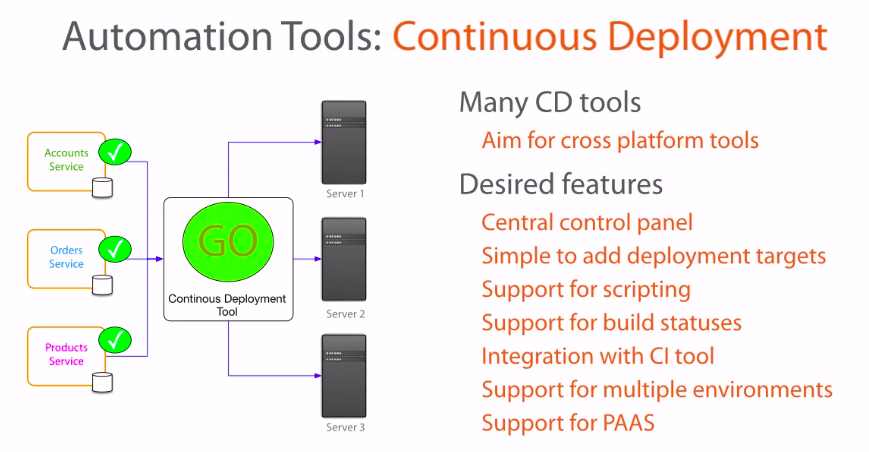 Automation Tools: Continuous Deployment
Accounts
Service
Orders
Service
Products
Service
GO
Continous Deployment
Tool
Server 1
Server 2
Server 3
Many CD tools
Aim for cross platform tools
Desired features
Central control panel
Simple to add deployment targets
Support for scripting
Support for build statuses
Integration with CI tool
Support for multiple environments
Support for PAAS